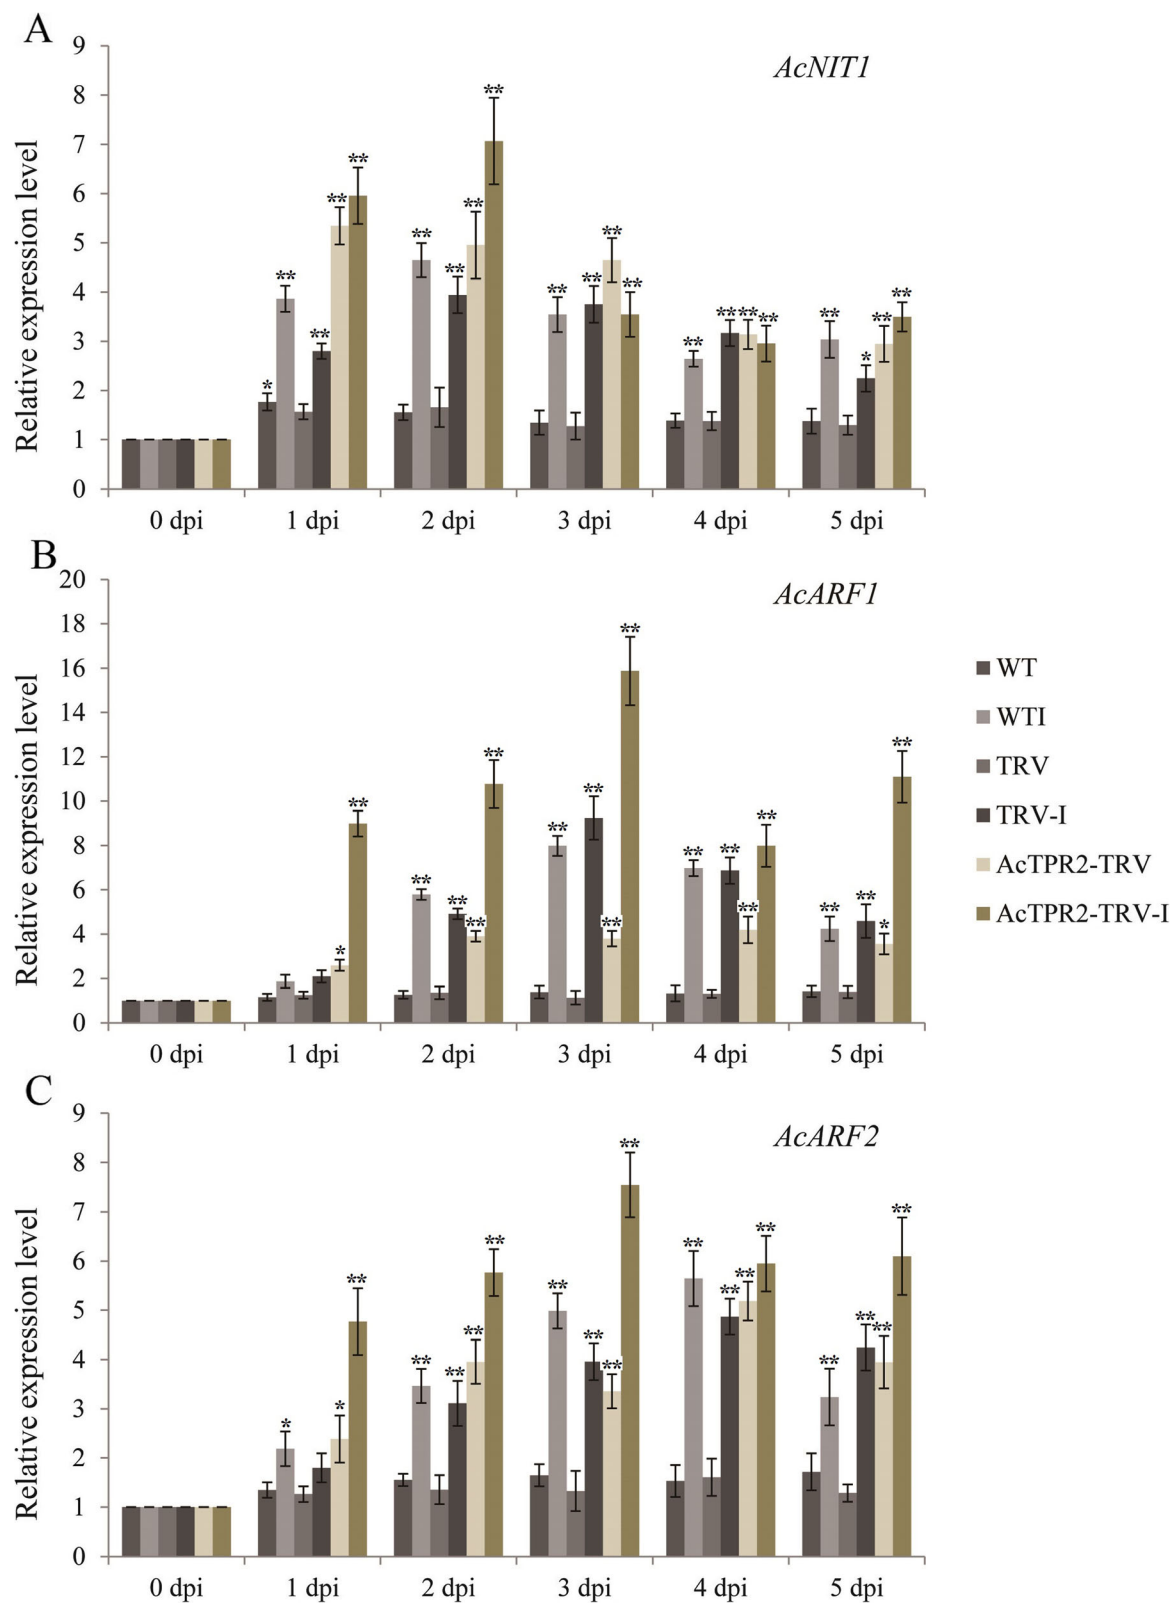 A
AcNIT1
Relative expression level
9
8
7
6
5
4
3
2
1
0
** ** ** ** * **
** ** ** **
** ** ** **
** ** ** **
** * ** **
0 dpi 1 dpi 2 dpi 3 dpi 4 dpi 5 dpi
B
AcARF1
Relative expression level
20
18
16
14
12
10
8
6
4
2
0
* **
** ** ** **
** ** ** **
** ** ** **
** ** * **
0 dpi 1 dpi 2 dpi 3 dpi 4 dpi 5 dpi
WT
WTI
TRV
TRV-I
AcTPR2-TRV
AcTPR2-TRV-I
C
AcARF2
Relative expression level
9
8
7
6
5
4
3
2
1
0
* * **
** ** ** **
** ** ** **
** ** ** **
** ** ** **
0 dpi 1 dpi 2 dpi 3 dpi 4 dpi 5 dpi